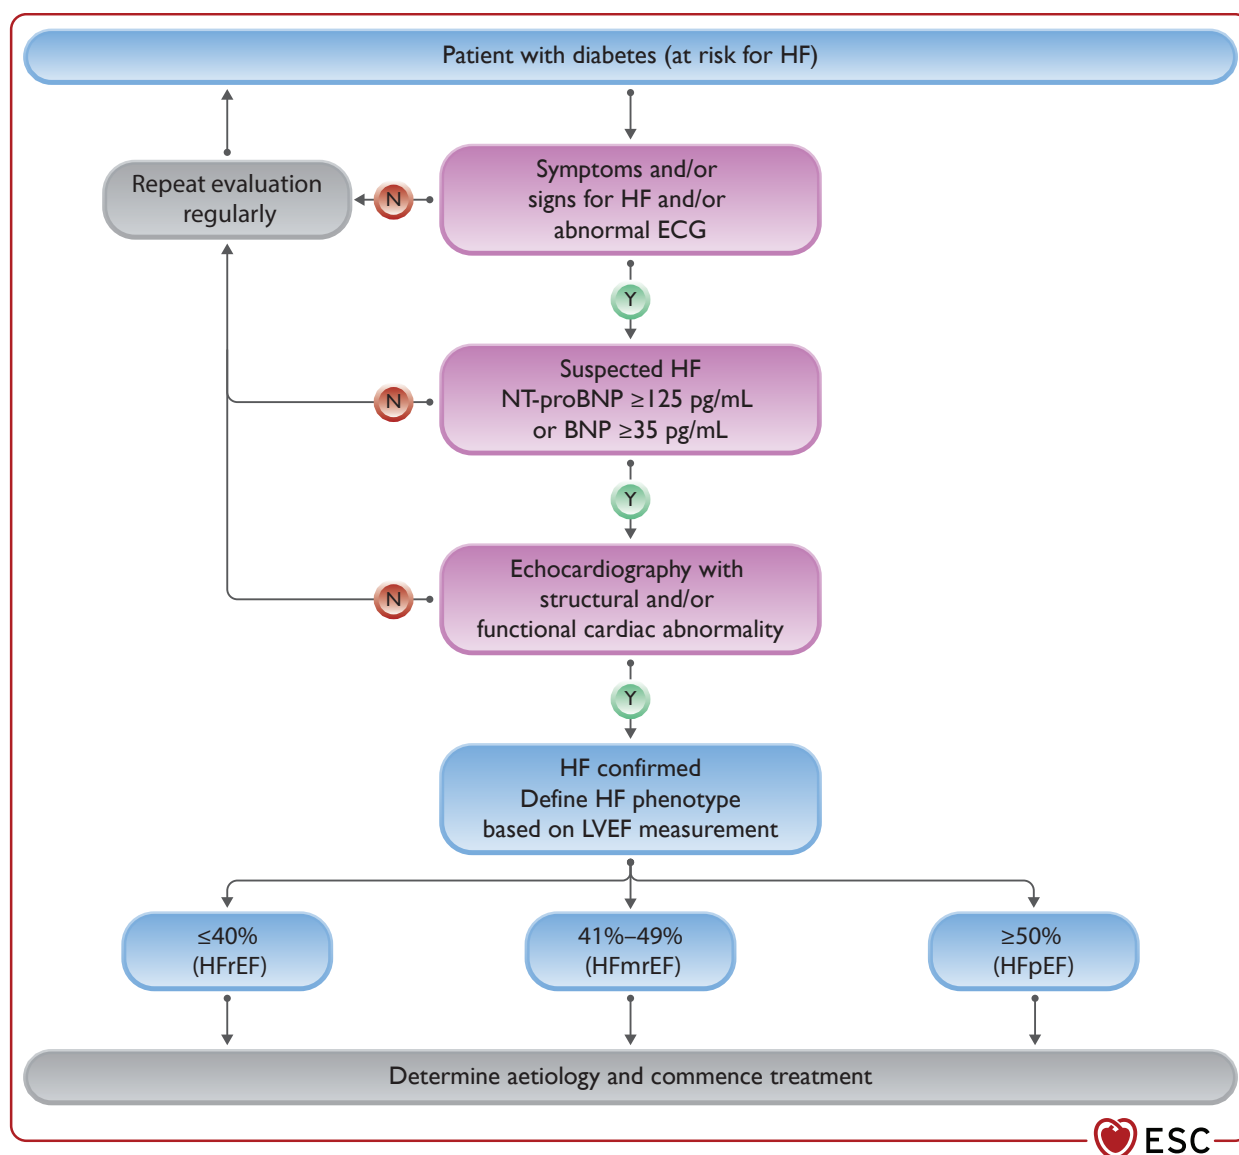 Patient with diabetes (at risk for HF)
Symptoms and/or
signs for HF and/or
abnormal ECG
Repeat evaluation
regularly
N
Y
Suspected HF
NT-proBNP ≥125 pg/mL
or BNP ≥35 pg/mL
N
Y
Echocardiography with
structural and/or
functional cardiac abnormality
N
Y
HF confirmed
Define HF phenotype
based on LVEF measurement
≤40%
(HFrEF)
41%–49%
(HFmrEF)
≥50%
(HFpEF)
Determine aetiology and commence treatment
ESC